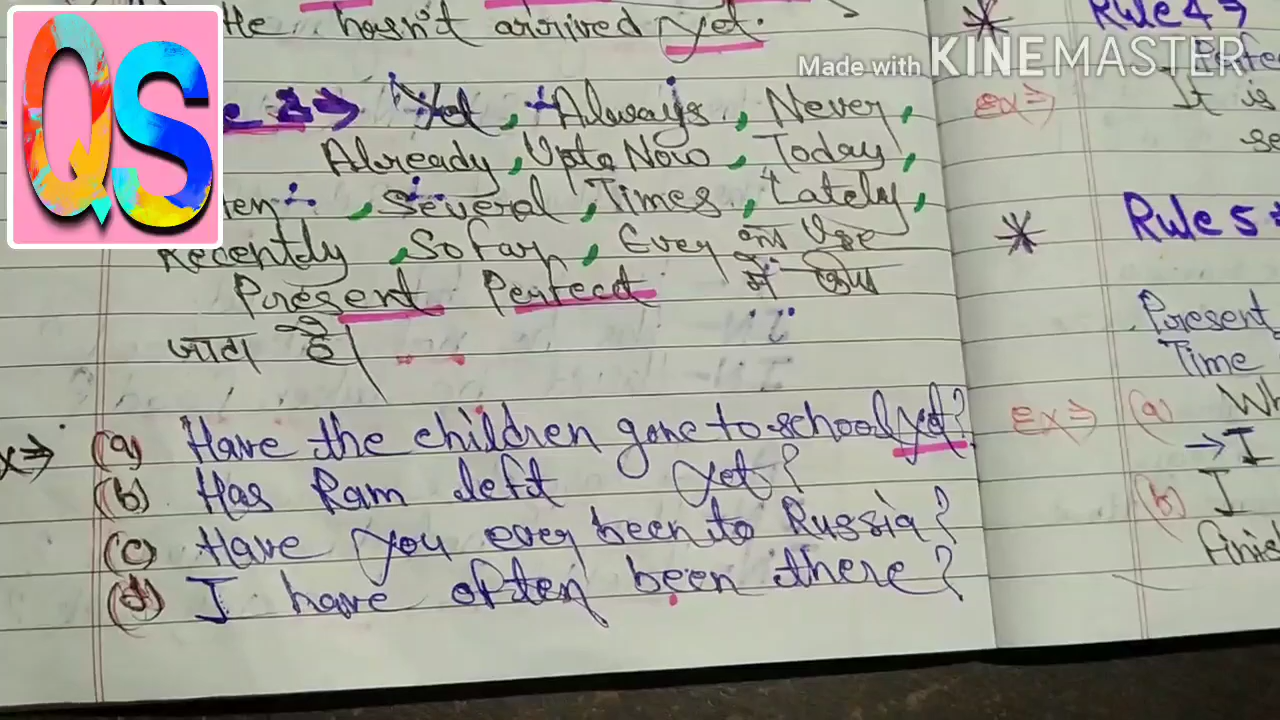 QS
Made with KINEMASTER
He hasn't arrived yet.
Yet, Always, Never,
Already, Upto Now, Today,
Several, Times, Lately,
Recently, So far, Ever का Use
Present Perfect में किया
जाता है।
(a) Have the children gone to school yet?
(b) Has Ram left yet?
(c) Have you ever been to Russia?
(d) I have often been there?
* Rule 4 ⇒
It is
ex ⇒
* Rule 5
Present
Time
ex ⇒ (a)
→ I
(b) I